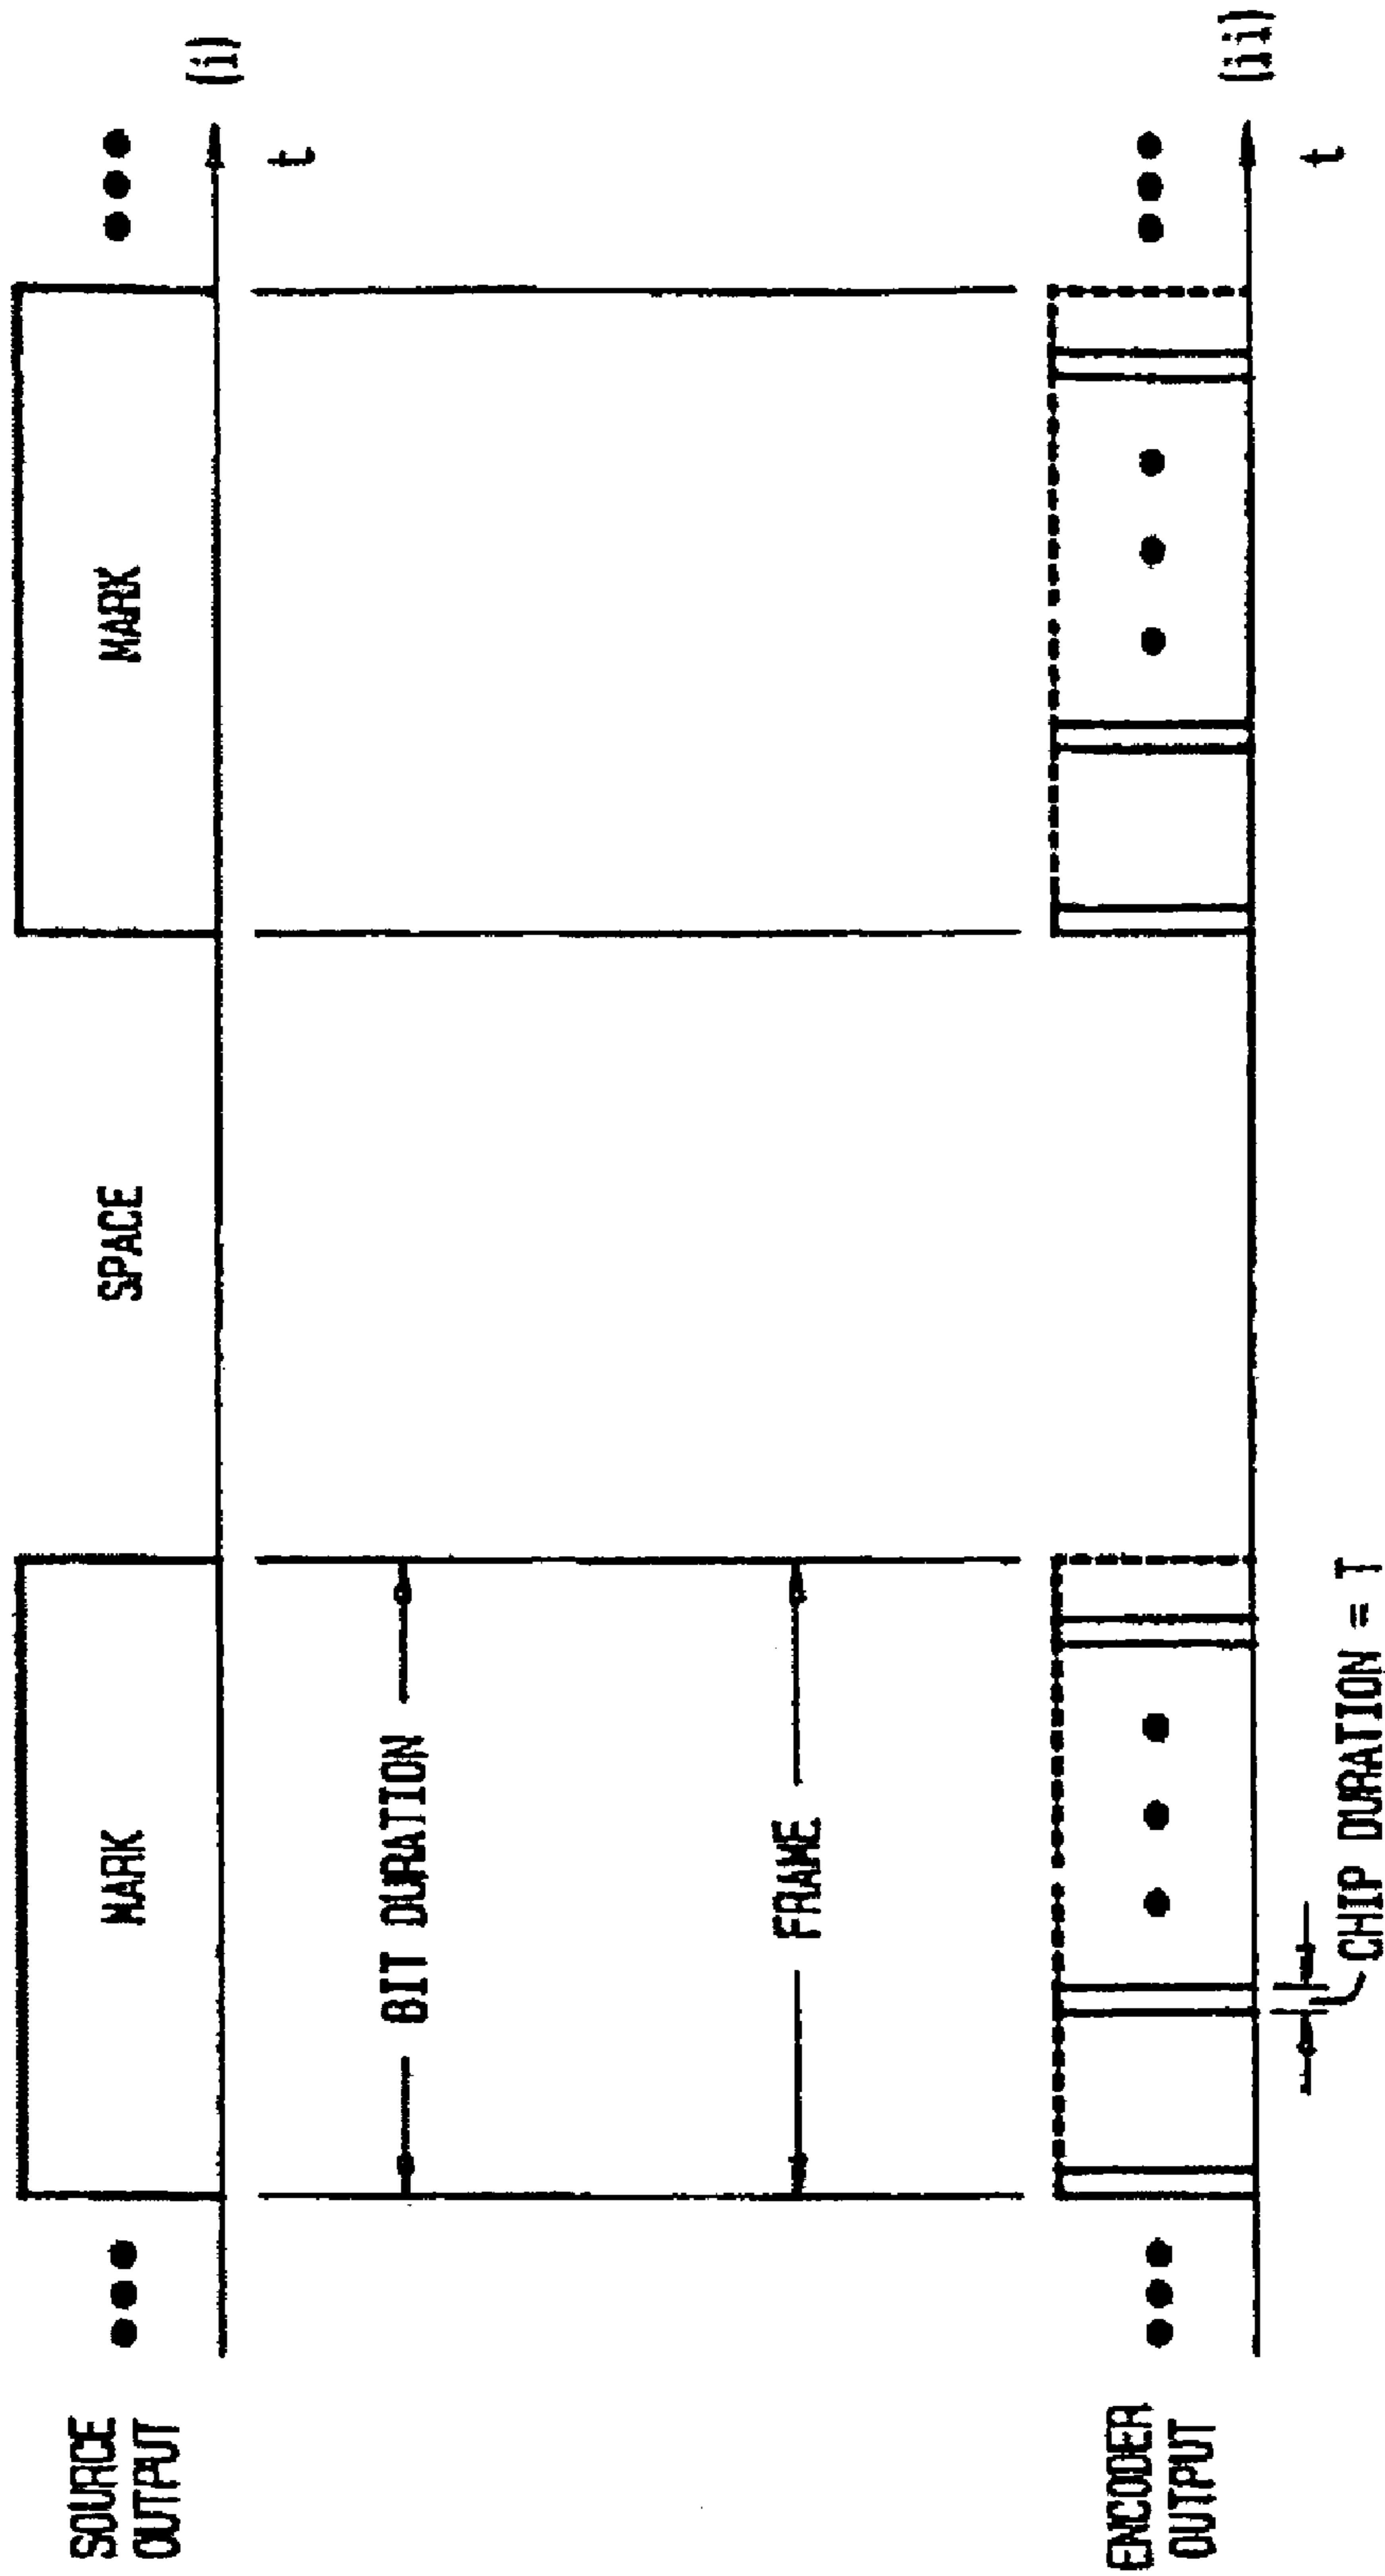 SOURCE
OUTPUT
MARK
SPACE
MARK
(i)
t
BIT DURATION
FRAME
ENCODER
OUTPUT
(ii)
t
CHIP DURATION = T